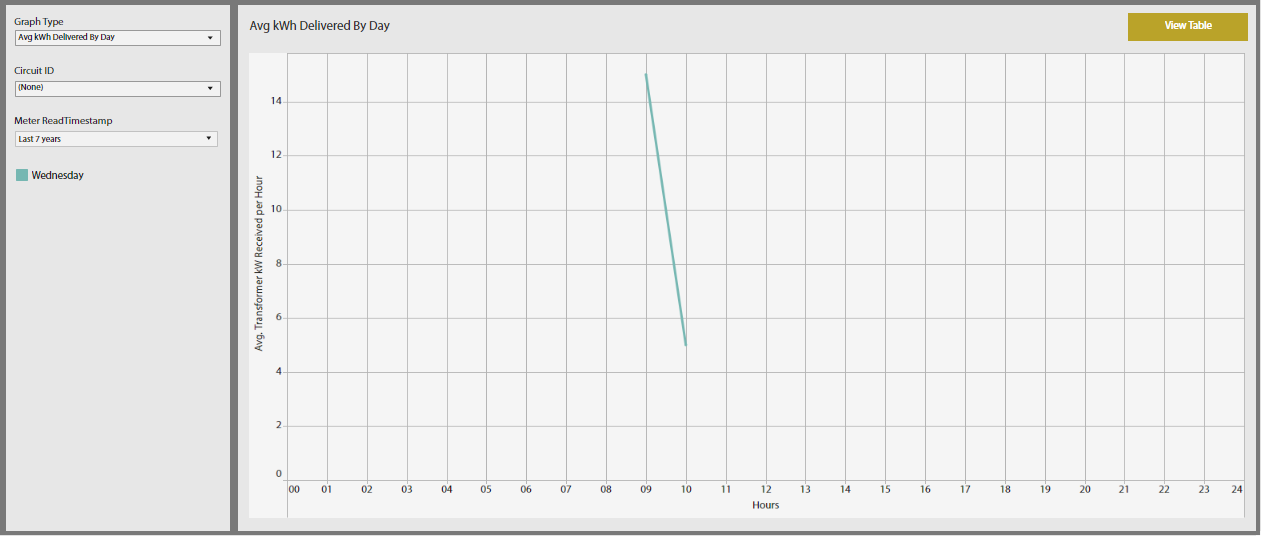 Graph Type
Avg kWh Delivered By Day
Circuit ID
(None)
Meter ReadTimestamp
Last 7 years
Wednesday
Avg kWh Delivered By Day
View Table
Avg. Transformer kW Received per Hour
14
12
10
8
6
4
2
0
00 01 02 03 04 05 06 07 08 09 10 11 12 13 14 15 16 17 18 19 20 21 22 23 24
Hours